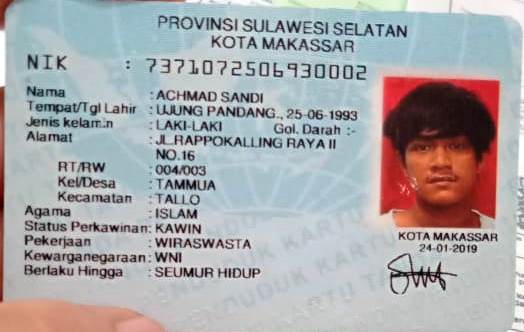 PROVINSI SULAWESI SELATAN
KOTA MAKASSAR
NIK : 7371072506930002
Nama : ACHMAD SANDI
Tempat/Tgl Lahir : UJUNG PANDANG, 25-06-1993
Jenis kelamin : LAKI-LAKI Gol. Darah :-
Alamat : JL.RAPPOKALLING RAYA II
NO.16
RT/RW : 004/003
Kel/Desa : TAMMUA
Kecamatan : TALLO
Agama : ISLAM
Status Perkawinan: KAWIN
Pekerjaan : WIRASWASTA
Kewarganegaraan: WNI
Berlaku Hingga : SEUMUR HIDUP
KOTA MAKASSAR
24-01-2019